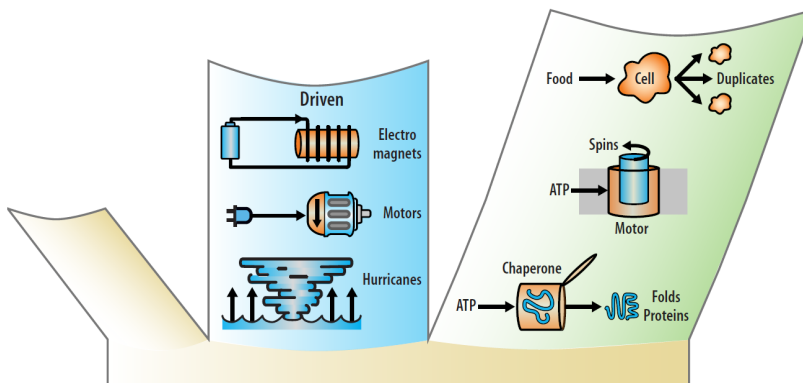 Driven
Electro
magnets
Motors
Hurricanes
Food
Cell
Duplicates
Spins
ATP
Motor
Chaperone
ATP
Folds
Proteins